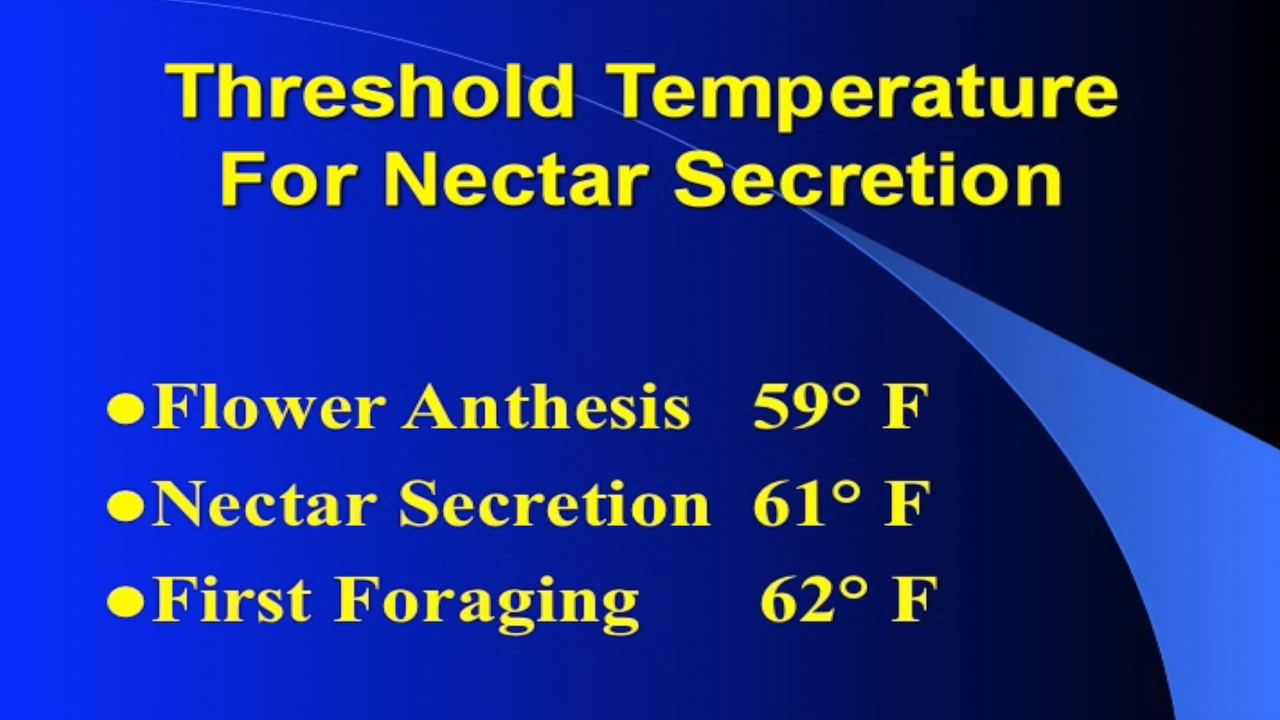 Threshold Temperature
For Nectar Secretion
●Flower Anthesis 59° F
●Nectar Secretion 61° F
●First Foraging 62° F